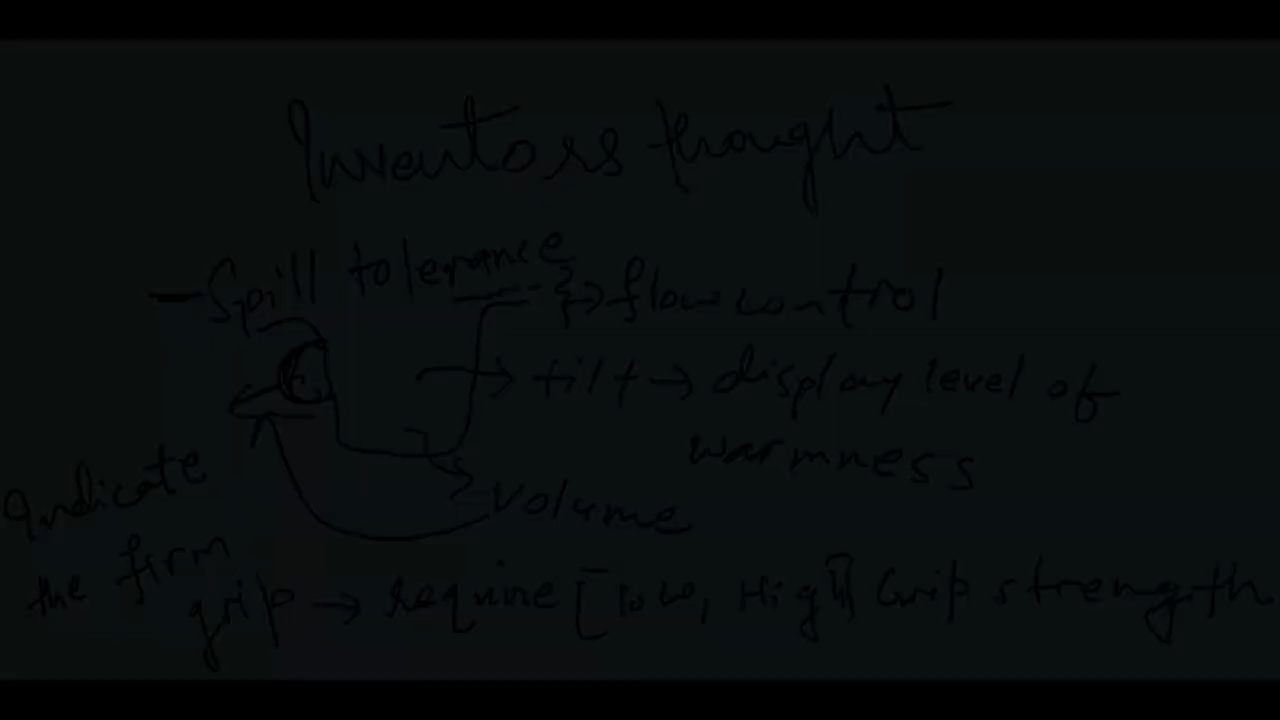 Inventors thought
- Spill tolerance } → flow control
→ tilt → display level of
warmness
volume
Indicate
the firm
grip → require [low, High] Grip strength